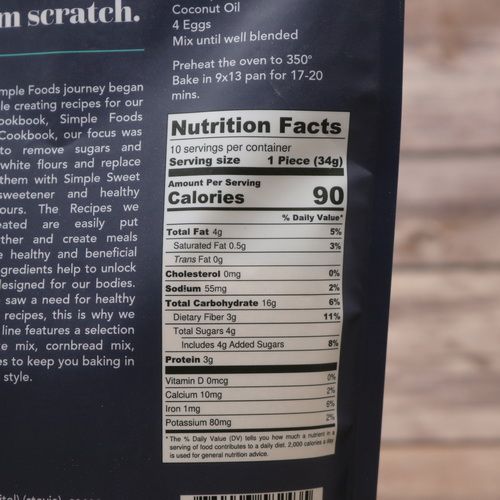 m scratch.
Coconut Oil
4 Eggs
Mix until well blended
Preheat the oven to 350°
Bake in 9x13 pan for 17-20
mins.
mple Foods journey began
le creating recipes for our
ookbook, Simple Foods
Cookbook, our focus was
to remove sugars and
white flours and replace
them with Simple Sweet
sweetener and healthy
ours. The Recipes we
eated are easily put
ther and create meals
e healthy and beneficial
gredients help to unlock
designed for our bodies.
saw a need for healthy
recipes, this is why we
line features a selection
e mix, cornbread mix,
es to keep you baking in
style.
Nutrition Facts
10 servings per container
Serving size 1 Piece (34g)
Amount Per Serving
Calories 90
% Daily Value*
Total Fat 4g 5%
Saturated Fat 0.5g 3%
Trans Fat 0g
Cholesterol 0mg 0%
Sodium 55mg 2%
Total Carbohydrate 16g 6%
Dietary Fiber 3g 11%
Total Sugars 4g
Includes 4g Added Sugars 8%
Protein 3g
Vitamin D 0mcg 0%
Calcium 10mg 2%
Iron 1mg 6%
Potassium 80mg 2%
*The % Daily Value (DV) tells you how much a nutrient in a
serving of food contributes to a daily diet. 2,000 calories a day
is used for general nutrition advice.